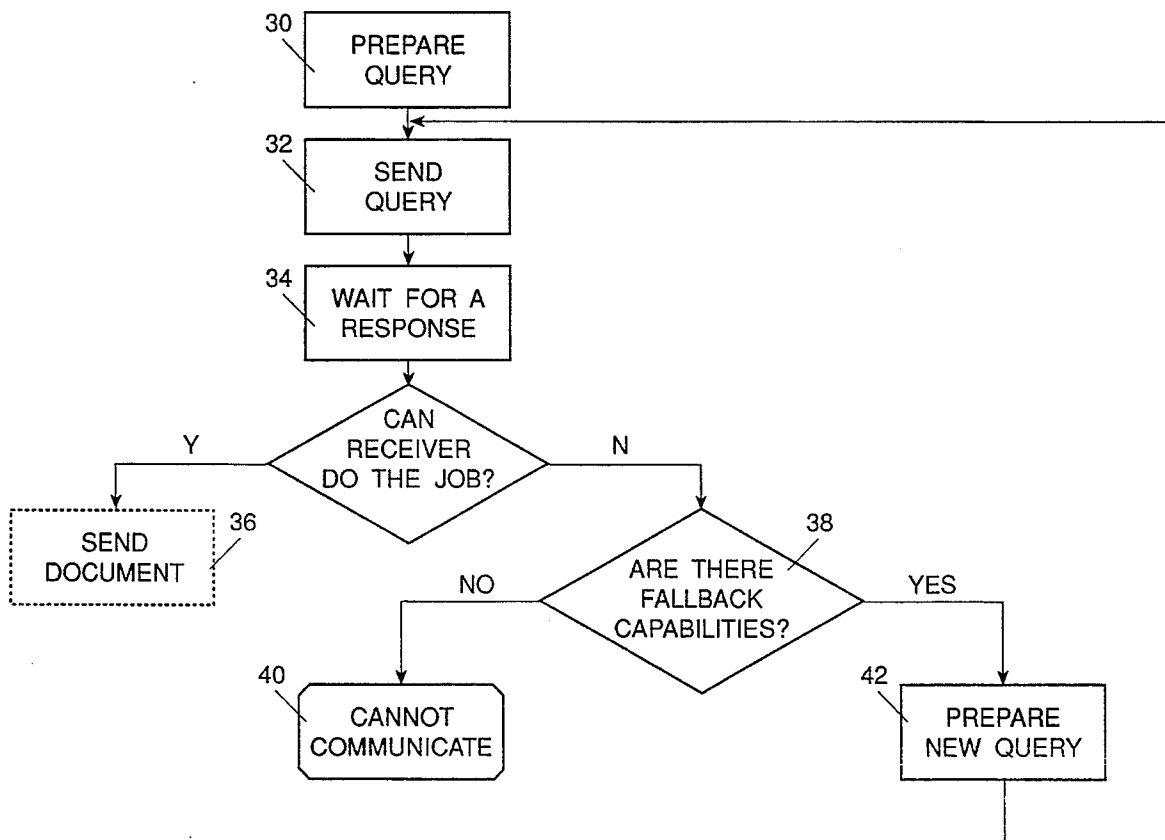 30
PREPARE
QUERY
32
SEND
QUERY
34
WAIT FOR A
RESPONSE
CAN
RECEIVER
DO THE JOB?
Y
N
SEND
DOCUMENT
36
38
ARE THERE
FALLBACK
CAPABILITIES?
NO
YES
40
CANNOT
COMMUNICATE
42
PREPARE
NEW QUERY